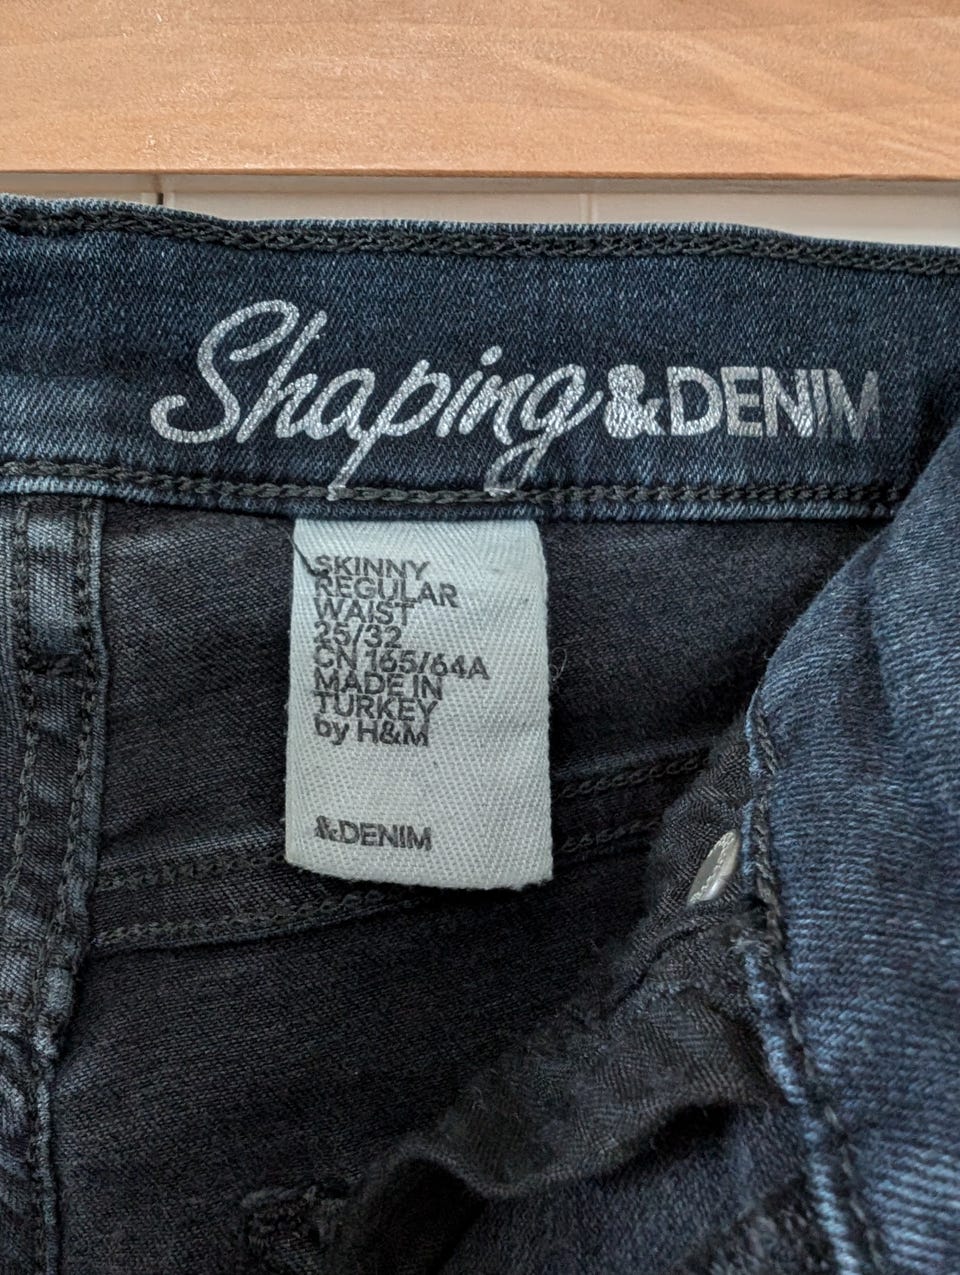 Shaping &DENIM
SKINNY
REGULAR
WAIST
25/32
CN 165/64A
MADE IN
TURKEY
by H&M
&DENIM